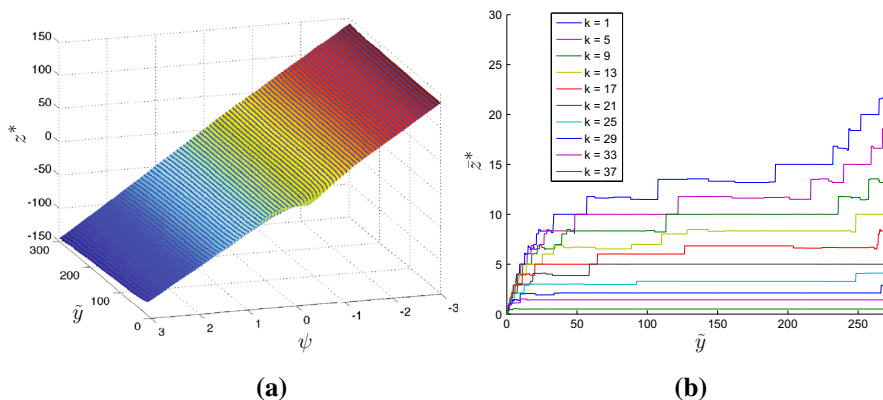 150
100
50
0
-50
-100
-150
z*
300
200
100
0
ỹ
3
2
1
0
-1
-2
-3
ψ
(a)
30
25
20
15
10
5
0
z̄*
k = 1
k = 5
k = 9
k = 13
k = 17
k = 21
k = 25
k = 29
k = 33
k = 37
0
50
100
150
200
250
ỹ
(b)